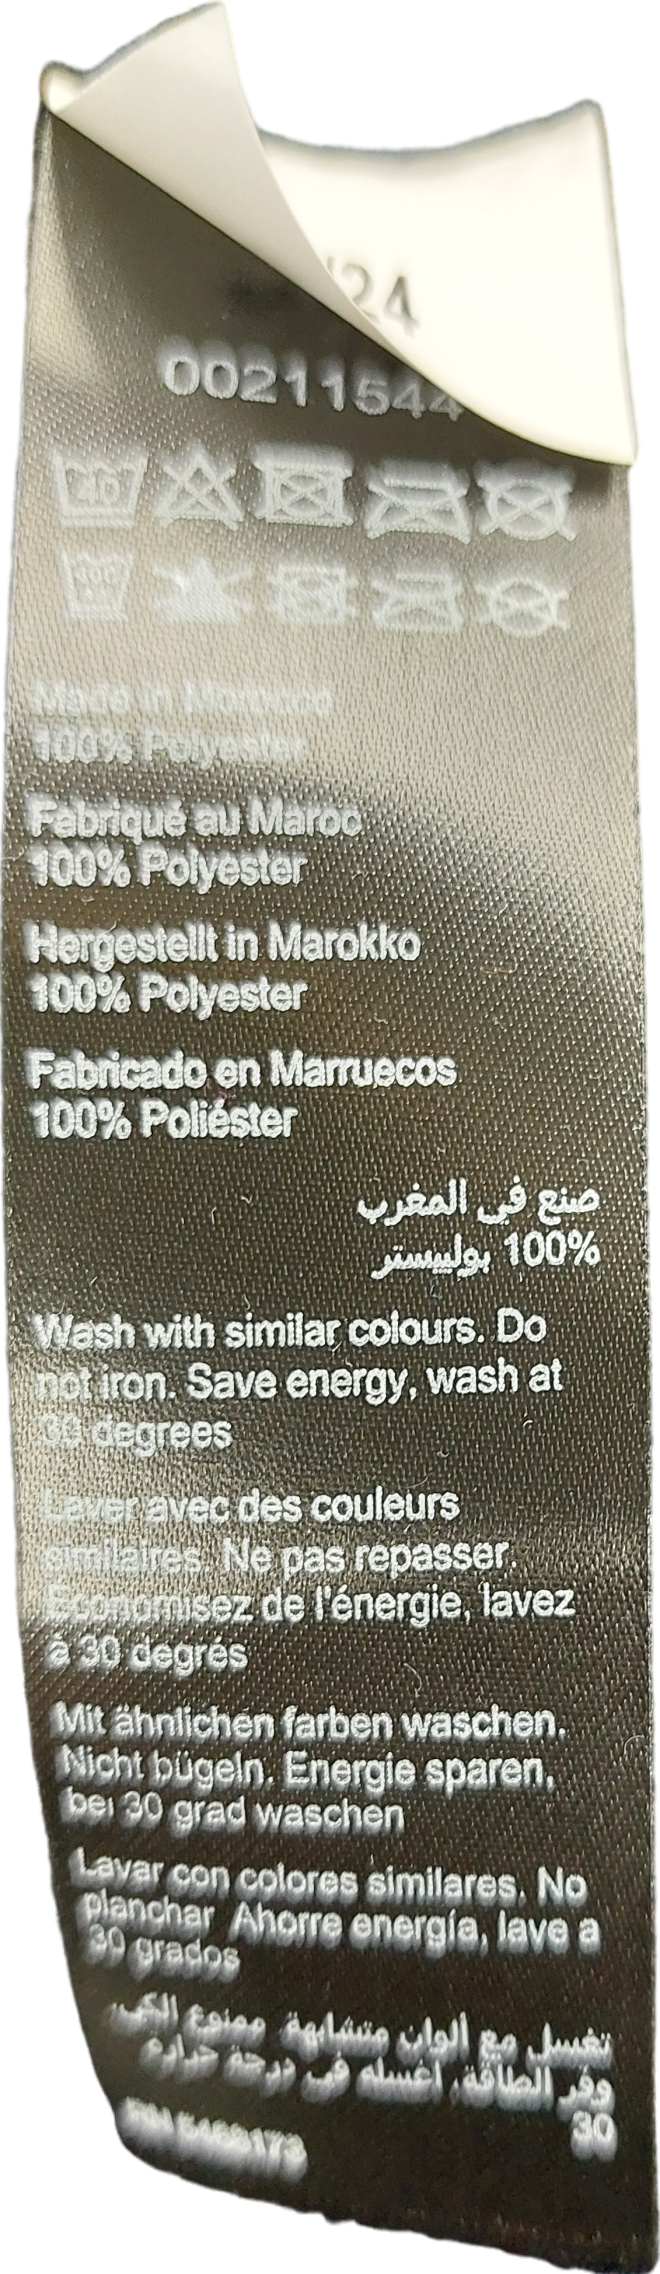 '24
00211544
40
30C
Made in Morocco
100% Polyester
Fabriqué au Maroc
100% Polyester
Hergestellt in Marokko
100% Polyester
Fabricado en Marruecos
100% Poliéster
صنع في المغرب
100% بوليستر
Wash with similar colours. Do
not iron. Save energy, wash at
30 degrees
Laver avec des couleurs
similaires. Ne pas repasser.
Economisez de l'énergie, lavez
à 30 degrés
Mit ähnlichen farben waschen.
Nicht bügeln. Energie sparen,
bei 30 grad waschen
Lavar con colores similares. No
planchar. Ahorre energía, lave a
30 grados
تغسل مع ألوان متشابهة. ممنوع الكي.
وفر الطاقة, اغسله في درجة حرارة
30